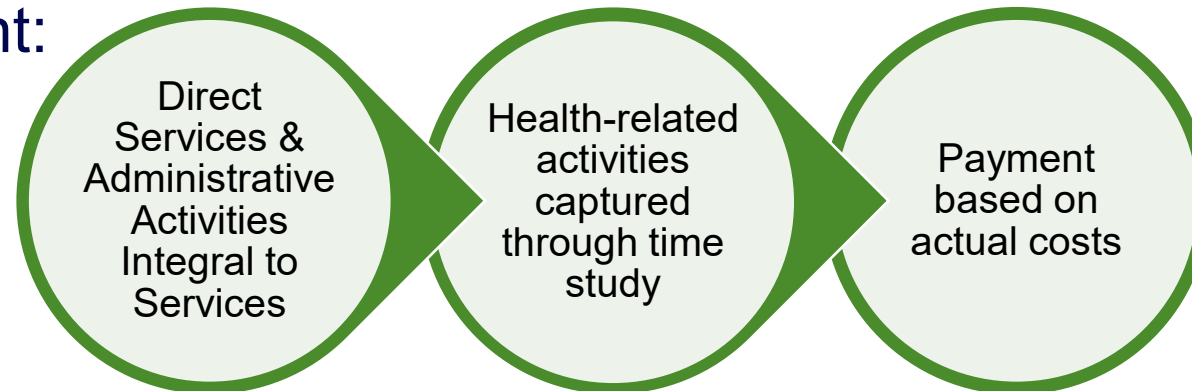 nt:
Direct
Services &
Administrative
Activities
Integral to
Services
Health-related
activities
captured
through time
study
Payment
based on
actual costs